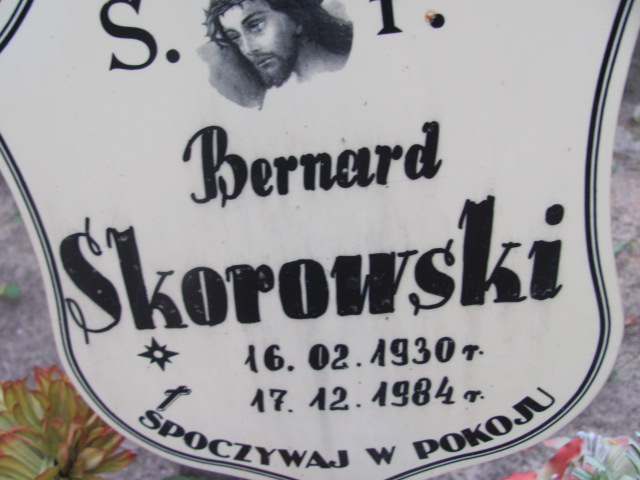 Ś. P.
Bernard
Skorowski
* 16. 02. 1930 r.
† 17. 12. 1984 r.
SPOCZYWAJ W POKOJU